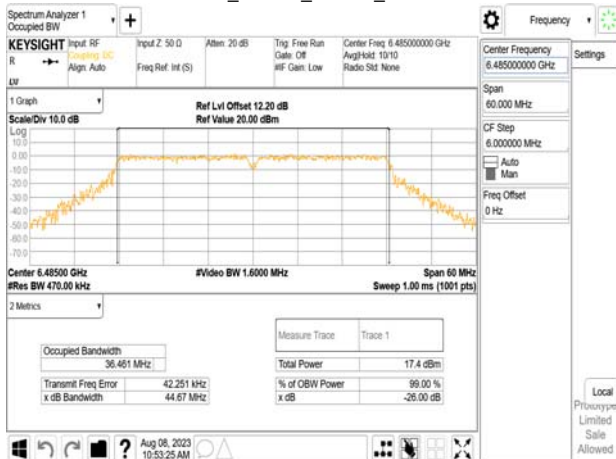 Spectrum Analyzer 1
Occupied BW
Frequency
KEYSIGHT Input: RF Input Z: 50 Ω Atten: 20 dB Trig: Free Run Center Freq: 6.485000000 GHz
R Coupling: DC Gate: Off Avg|Hold: 10/10
Align: Auto Freq Ref: Int (S) #IF Gain: Low Radio Std: None
LXI
Center Frequency
6.485000000 GHz
Settings
Span
60.000 MHz
CF Step
6.000000 MHz
Auto
Man
Freq Offset
0 Hz
1 Graph
Ref Lvl Offset 12.20 dB
Scale/Div 10.0 dB Ref Value 20.00 dBm
Log
10.0
0.00
-10.0
-20.0
-30.0
-40.0
-50.0
-60.0
-70.0
Center 6.48500 GHz #Video BW 1.6000 MHz Span 60 MHz
#Res BW 470.00 kHz Sweep 1.00 ms (1001 pts)
2 Metrics
Measure Trace Trace 1
Occupied Bandwidth
36.461 MHz Total Power 17.4 dBm
Transmit Freq Error 42.251 kHz % of OBW Power 99.00 %
x dB Bandwidth 44.67 MHz x dB -26.00 dB
Local
Prototype
Limited
Sale
Allowed
? Aug 08, 2023
10:53:25 AM